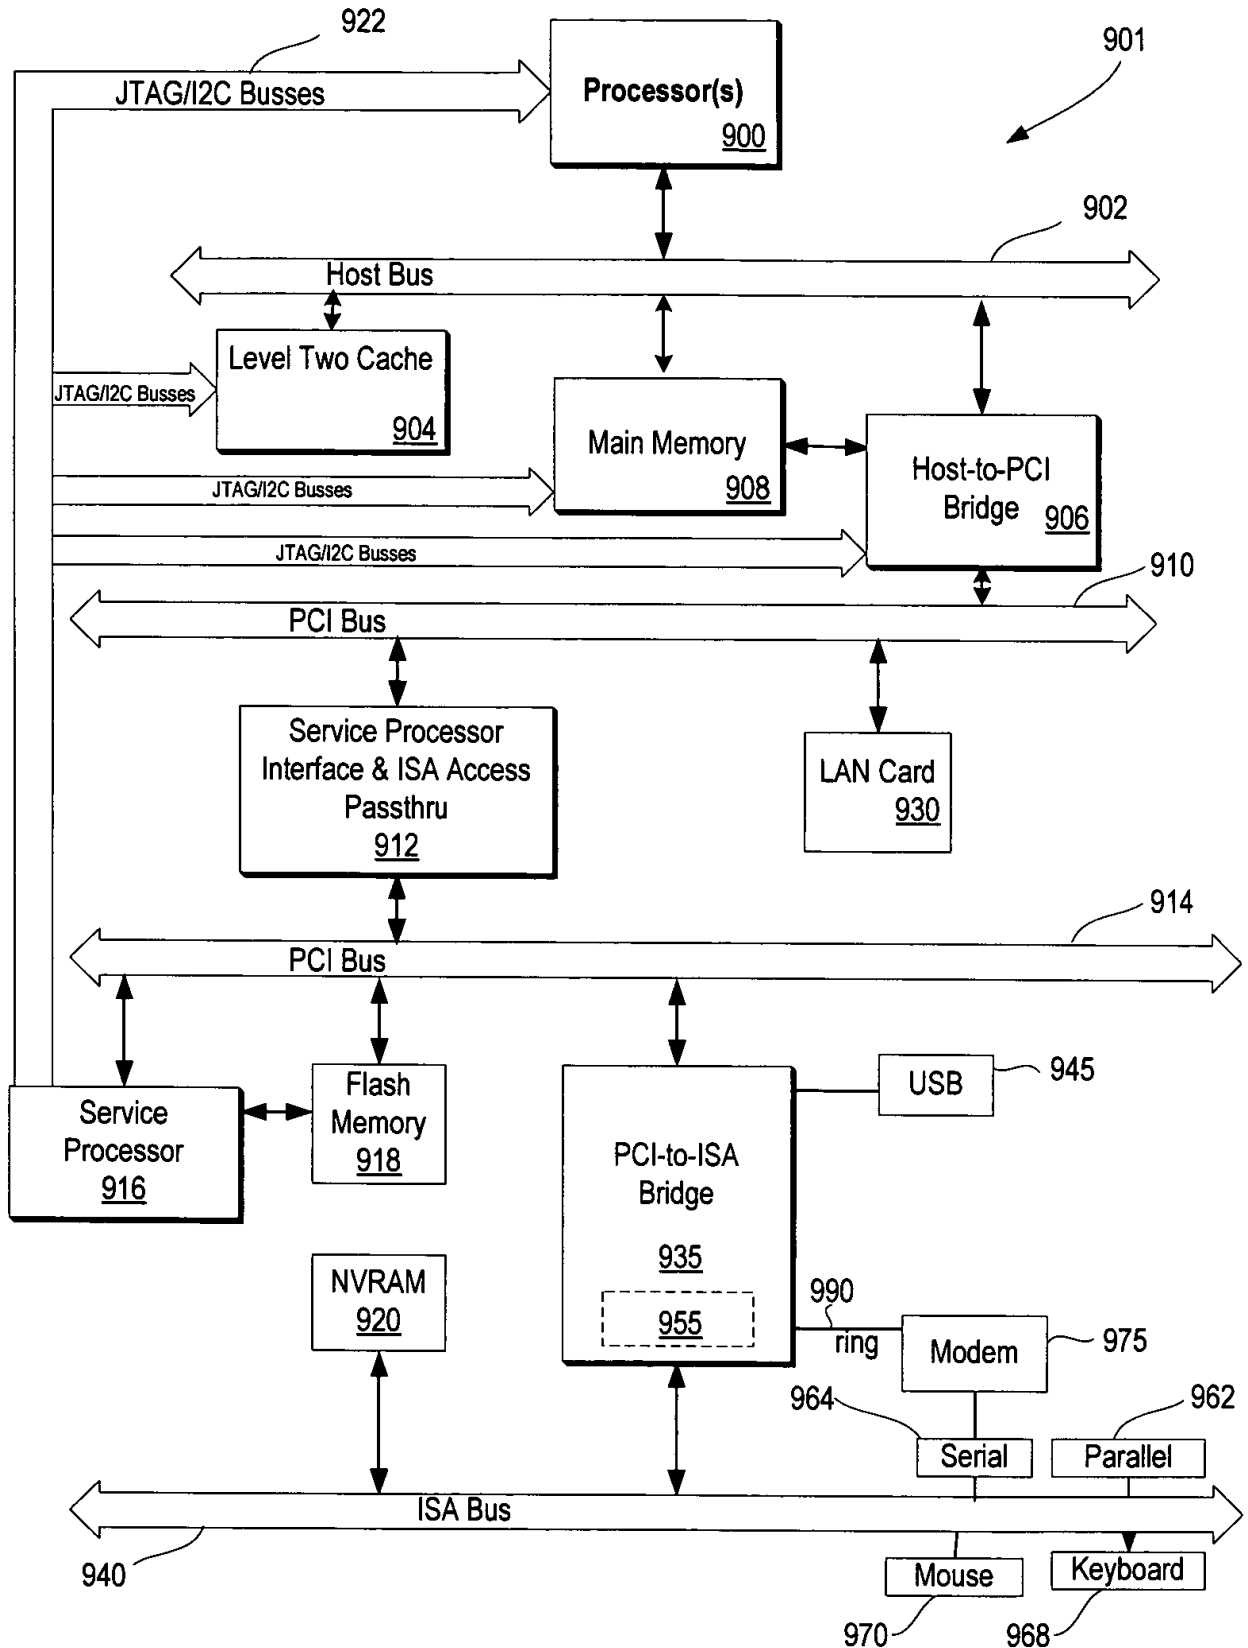 922
901
JTAG/I2C Busses
Processor(s)
900
902
Host Bus
Level Two Cache
904
JTAG/I2C Busses
Main Memory
908
Host-to-PCI
Bridge
906
JTAG/I2C Busses
JTAG/I2C Busses
910
PCI Bus
Service Processor
Interface & ISA Access
Passthru
912
LAN Card
930
914
PCI Bus
Service
Processor
916
Flash
Memory
918
USB
945
PCI-to-ISA
Bridge
935
955
NVRAM
920
990
ring
Modem
975
964
962
Serial
Parallel
ISA Bus
940
Mouse
Keyboard
970
968